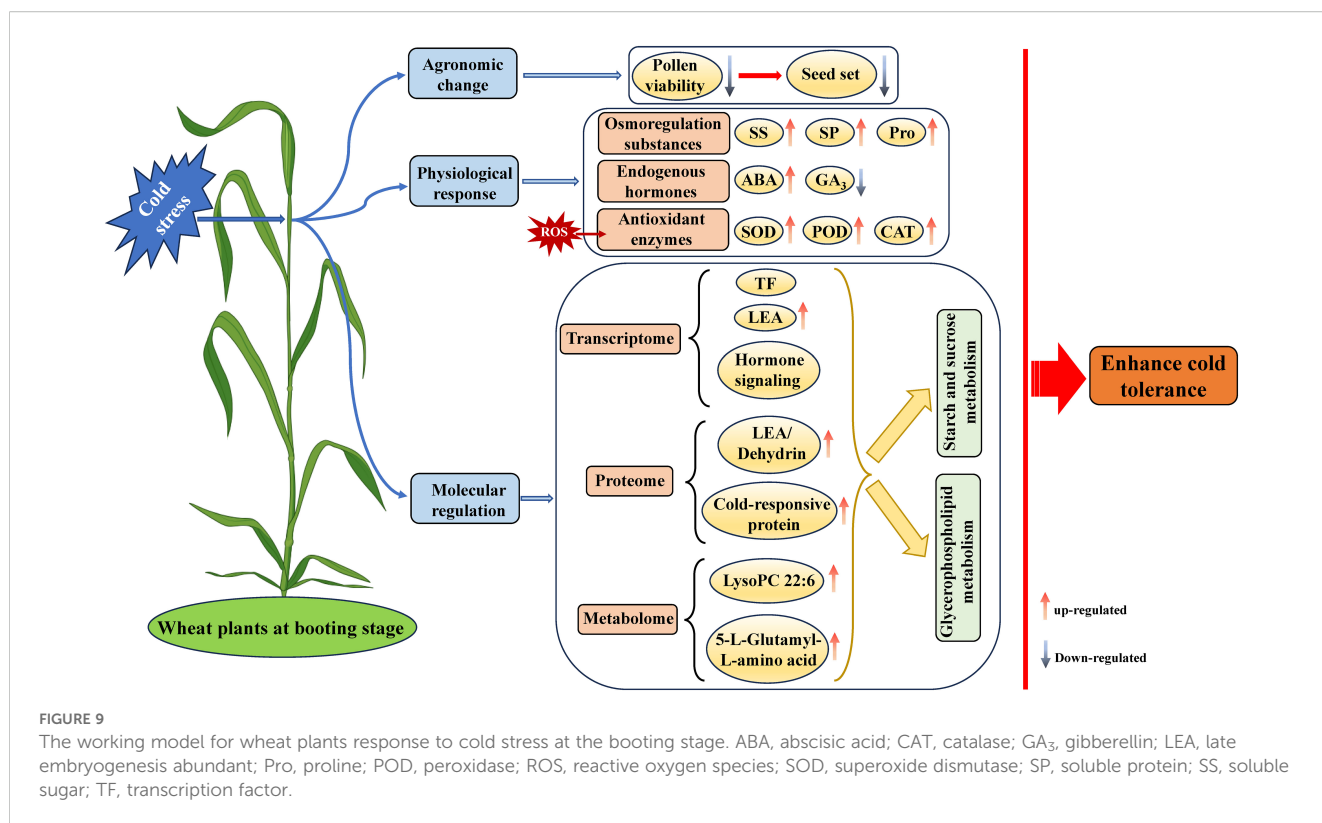 Cold
stress
Wheat plants at booting stage
Agronomic
change
Pollen
viability
Seed set
Physiological
response
Osmoregulation
substances
SS
SP
Pro
Endogenous
hormones
ABA
GA₃
ROS
Antioxidant
enzymes
SOD
POD
CAT
Molecular
regulation
Transcriptome
TF
LEA
Hormone
signaling
Proteome
LEA/
Dehydrin
Cold-responsive
protein
Metabolome
LysoPC 22:6
5-L-Glutamyl-
L-amino acid
Starch and sucrose
metabolism
Glycerophospholipid
metabolism
Enhance cold
tolerance
up-regulated
Down-regulated
FIGURE 9
The working model for wheat plants response to cold stress at the booting stage. ABA, abscisic acid; CAT, catalase; GA₃, gibberellin; LEA, late
embryogenesis abundant; Pro, proline; POD, peroxidase; ROS, reactive oxygen species; SOD, superoxide dismutase; SP, soluble protein; SS, soluble
sugar; TF, transcription factor.